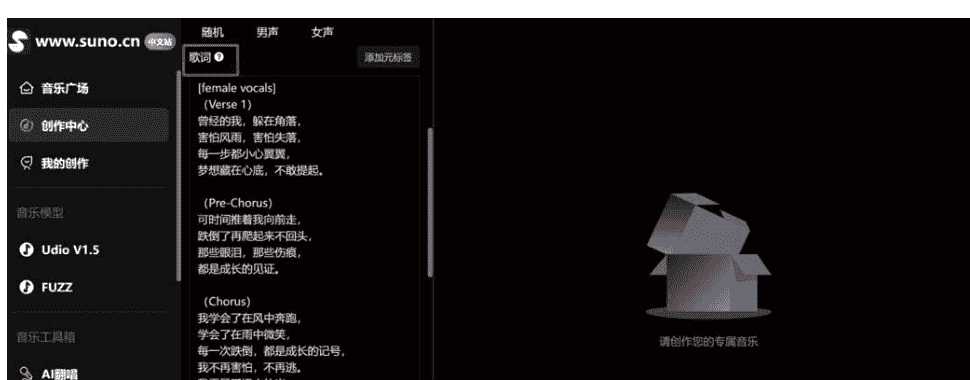 www.suno.cn 中文站
音乐广场
创作中心
我的创作
音乐模型
Udio V1.5
FUZZ
音乐工具箱
AI翻唱
随机 男声 女声
歌词 ?
添加元标签
[female vocals]
（Verse 1）
曾经的我，躲在角落，
害怕风雨，害怕失落，
每一步都小心翼翼，
梦想藏在心底，不敢提起。
（Pre-Chorus）
可时间推着我向前走，
跌倒了再爬起来不回头，
那些眼泪，那些伤痕，
都是成长的见证。
（Chorus）
我学会了在风中奔跑，
学会了在雨中微笑，
每一次跌倒，都是成长的记号，
我不再害怕，不再逃。
请创作您的专属音乐